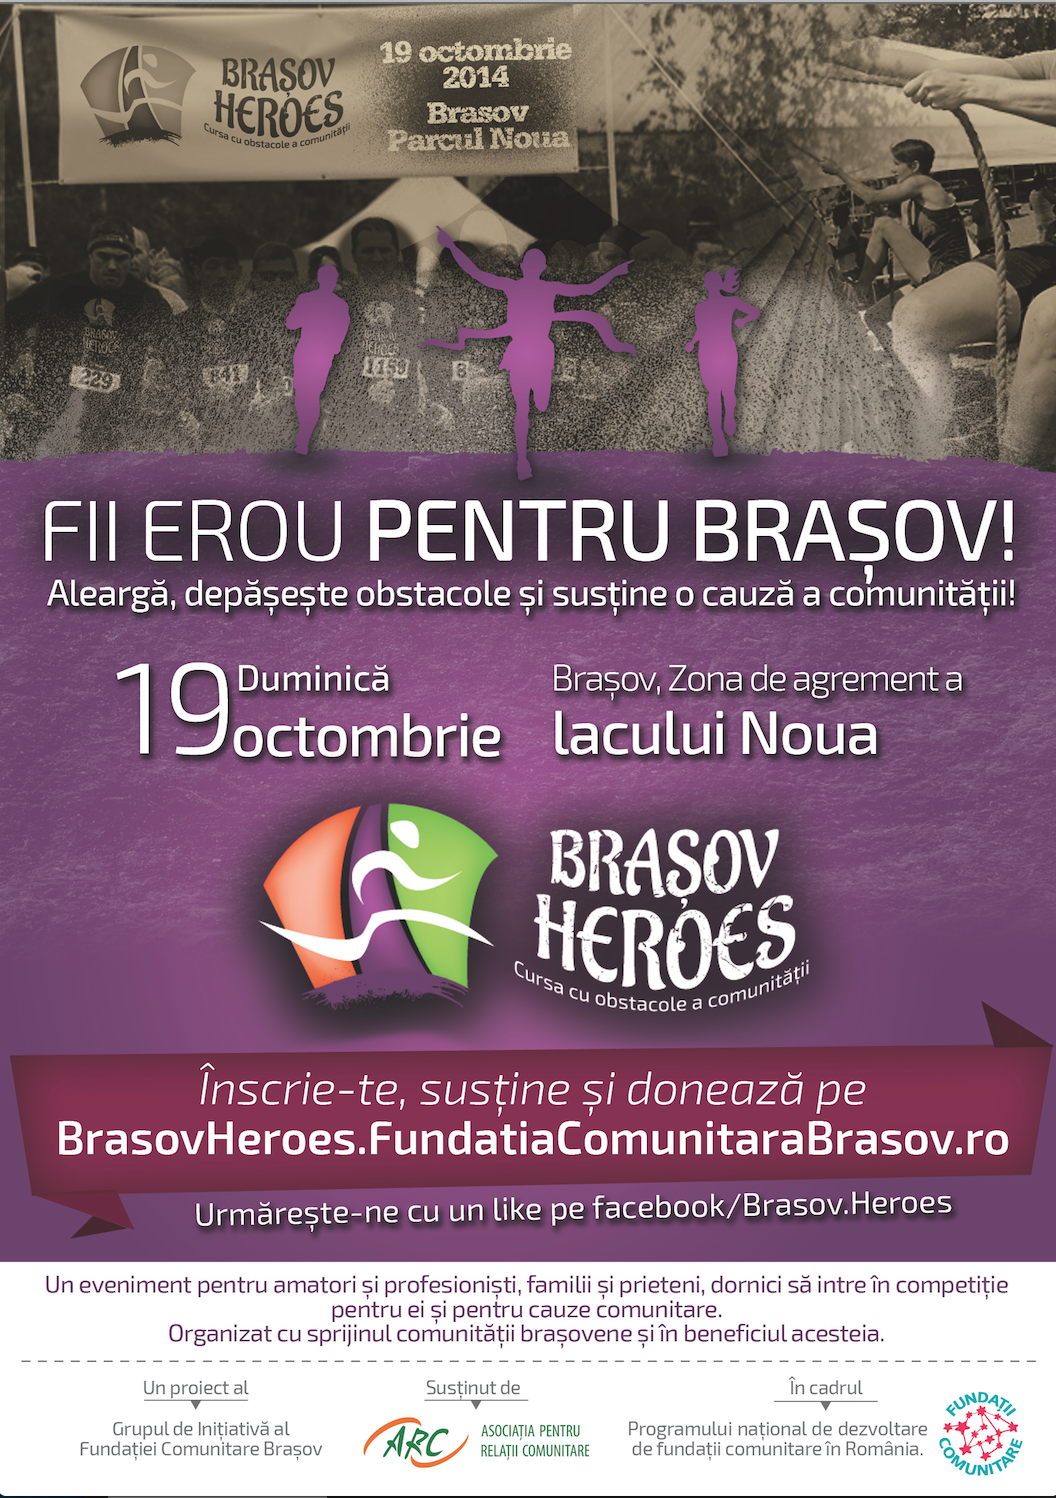 BRAȘOV
HEROES
Cursa cu obstacole a comunității
19 octombrie
2014
Brasov
Parcul Noua
BRAȘOV
HEROES
HEROES
229
141
1159
FII EROU PENTRU BRAȘOV!
Aleargă, depășește obstacole și susține o cauză a comunității!
19 Duminică
octombrie
Brașov, Zona de agrement a
lacului Noua
BRAȘOV
HEROES
Cursa cu obstacole a comunității
Înscrie-te, susține și donează pe
BrasovHeroes.FundatiaComunitaraBrasov.ro
Urmărește-ne cu un like pe facebook/Brasov.Heroes
Un eveniment pentru amatori și profesioniști, familii și prieteni, dornici să intre în competiție
pentru ei și pentru cauze comunitare.
Organizat cu sprijinul comunității brașovene și în beneficiul acesteia.
Un proiect al
Grupul de Inițiativă al
Fundației Comunitare Brașov
Susținut de
ARC
ASOCIAȚIA PENTRU
RELAȚII COMUNITARE
În cadrul
Programului național de dezvoltare
de fundații comunitare în România.
FUNDAȚII
COMUNITARE